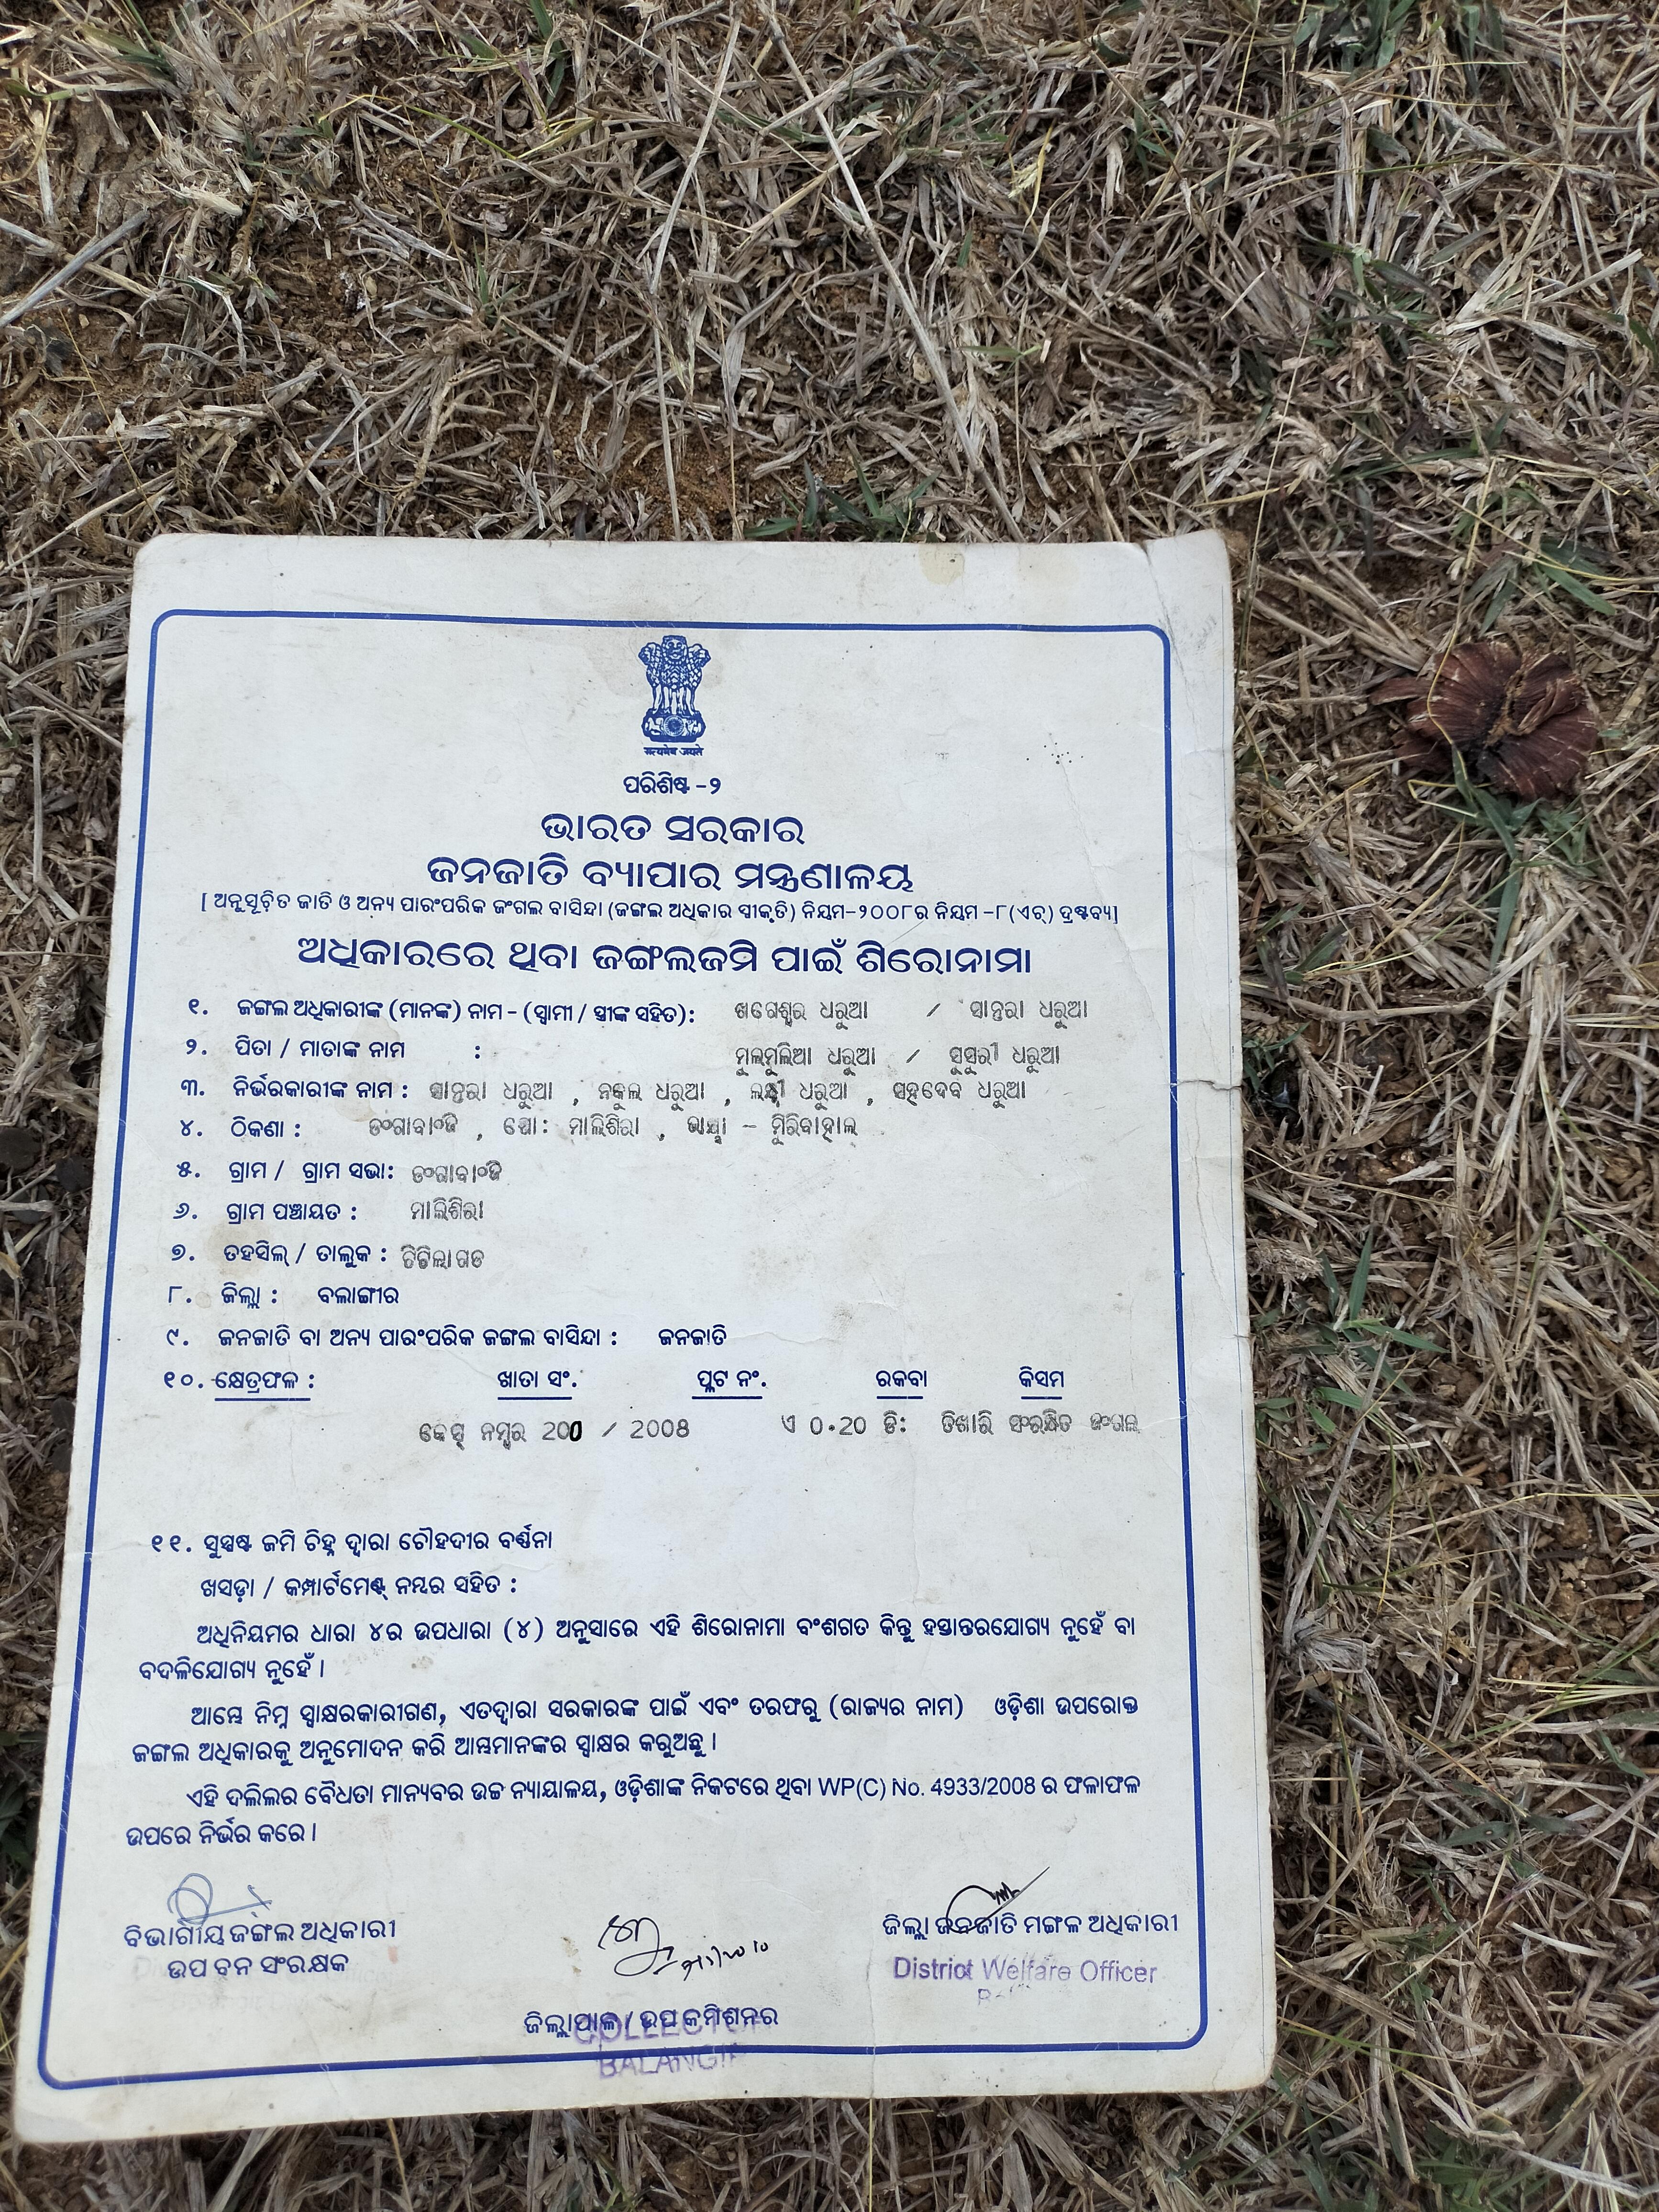 सत्यमेव जयते
ପରିଶିଷ୍ଟ -୨
ଭାରତ ସରକାର
ଜନଜାତି ବ୍ୟାପାର ମନ୍ତ୍ରଣାଳୟ
[ ଅନୁସୂଚିତ ଜାତି ଓ ଅନ୍ୟ ପାରଂପରିକ ଜଂଗଲ ବାସିନ୍ଦା (ଜଙ୍ଗଲ ଅଧିକାର ସ୍ୱୀକୃତି) ନିୟମ-୨୦୦୮ର ନିୟମ -୮(ଏଚ୍) ଦ୍ରଷ୍ଟବ୍ୟ]
ଅଧିକାରରେ ଥିବା ଜଙ୍ଗଲଜମି ପାଇଁ ଶିରୋନାମା
୧. ଜଙ୍ଗଲ ଅଧିକାରୀଙ୍କ (ମାନଙ୍କ) ନାମ - (ସ୍ୱାମୀ / ସ୍ତ୍ରୀଙ୍କ ସହିତ): ଖଗେଶ୍ୱର ଧରୁଆ / ସାନ୍ତରା ଧରୁଆ
୨. ପିତା / ମାତାଙ୍କ ନାମ : ମୁଲମୁଲିଆ ଧରୁଆ / ସୁସୁରୀ ଧରୁଆ
୩. ନିର୍ଭରକାରୀଙ୍କ ନାମ : ସାନ୍ତରା ଧରୁଆ , ନକୁଲ ଧରୁଆ , ଲକ୍ଷ୍ମୀ ଧରୁଆ , ସହଦେବ ଧରୁଆ
୪. ଠିକଣା : ଡଂଗାବାଂଜି , ପୋ: ମାଲିଶିରା , ଭାୟା - ମୁରିବାହାଲ୍
୫. ଗ୍ରାମ / ଗ୍ରାମ ସଭା: ଡଂଗାବାଂଜି
୬. ଗ୍ରାମ ପଞ୍ଚାୟତ : ମାଲିଶିରା
୭. ତହସିଲ୍ / ତାଲୁକ : ଟିଟିଲାଗଡ
୮. ଜିଲ୍ଲା : ବଲାଙ୍ଗୀର
୯. ଜନଜାତି ବା ଅନ୍ୟ ପାରଂପରିକ ଜଙ୍ଗଲ ବାସିନ୍ଦା : ଜନଜାତି
୧୦. କ୍ଷେତ୍ରଫଳ : ଖାତା ସଂ. ପ୍ଲଟ ନଂ. ରକବା କିସମ
କେସ୍ ନମ୍ବର 200 / 2008 ଏ 0.20 ଡି: ତିଖାରି ସଂରକ୍ଷିତ ଜଂଗଲ
୧୧. ସୁସ୍ପଷ୍ଟ ଜମି ଚିହ୍ନ ଦ୍ୱାରା ଚୌହଦୀର ବର୍ଣ୍ଣନା
ଖସଡ଼ା / କମ୍ପାର୍ଟମେଣ୍ଟ୍ ନମ୍ବର ସହିତ :
ଅଧିନିୟମର ଧାରା ୪ର ଉପଧାରା (୪) ଅନୁସାରେ ଏହି ଶିରୋନାମା ବଂଶଗତ କିନ୍ତୁ ହସ୍ତାନ୍ତରଯୋଗ୍ୟ ନୁହେଁ ବା
ବଦଳିଯୋଗ୍ୟ ନୁହେଁ ।
ଆମ୍ଭେ ନିମ୍ନ ସ୍ୱାକ୍ଷରକାରୀଗଣ, ଏତଦ୍ୱାରା ସରକାରଙ୍କ ପାଇଁ ଏବଂ ତରଫରୁ (ରାଜ୍ୟର ନାମ) ଓଡ଼ିଶା ଉପରୋକ୍ତ
ଜଙ୍ଗଲ ଅଧିକାରକୁ ଅନୁମୋଦନ କରି ଆମ୍ଭମାନଙ୍କର ସ୍ୱାକ୍ଷର କରୁଅଛୁ ।
ଏହି ଦଲିଲର ବୈଧତା ମାନ୍ୟବର ଉଚ୍ଚ ନ୍ୟାୟାଳୟ, ଓଡ଼ିଶାଙ୍କ ନିକଟରେ ଥିବା WP(C) No. 4933/2008 ର ଫଳାଫଳ
ଉପରେ ନିର୍ଭର କରେ ।
ବିଭାଗୀୟ ଜଙ୍ଗଲ ଅଧିକାରୀ
ଉପ ବନ ସଂରକ୍ଷକ
ଜିଲ୍ଲା ଜନଜାତି ମଙ୍ଗଳ ଅଧିକାରୀ
District Welfare Officer
ଜିଲ୍ଲାପାଳ / ଉପ କମିଶନର
COLLECTOR
BALANGIR